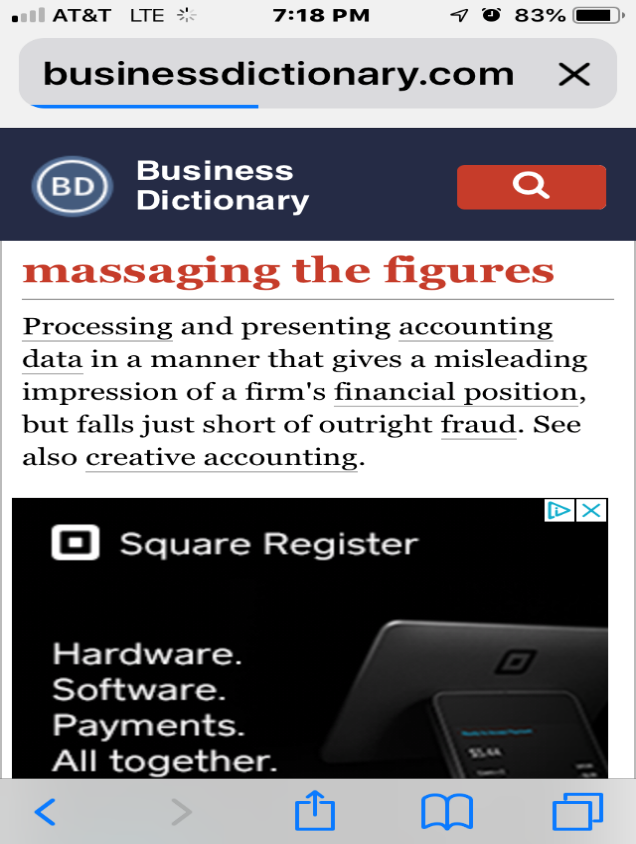 AT&T LTE 7:18 PM 83%
businessdictionary.com
BD Business
Dictionary
massaging the figures
Processing and presenting accounting
data in a manner that gives a misleading
impression of a firm's financial position,
but falls just short of outright fraud. See
also creative accounting.
Square Register
Hardware.
Software.
Payments.
All together.
$5.44